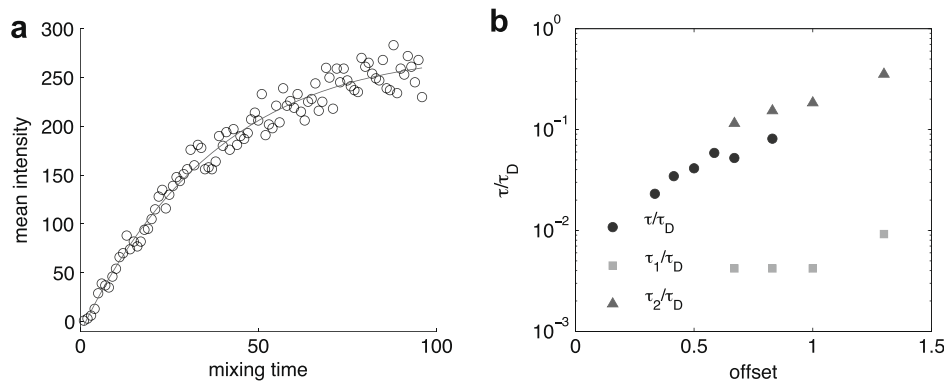 a
300
250
200
150
100
50
0
mean intensity
0
50
100
mixing time
b
10^0
10^-1
10^-2
10^-3
τ/τ_D
τ/τ_D
τ_1/τ_D
τ_2/τ_D
0
0.5
1
1.5
offset